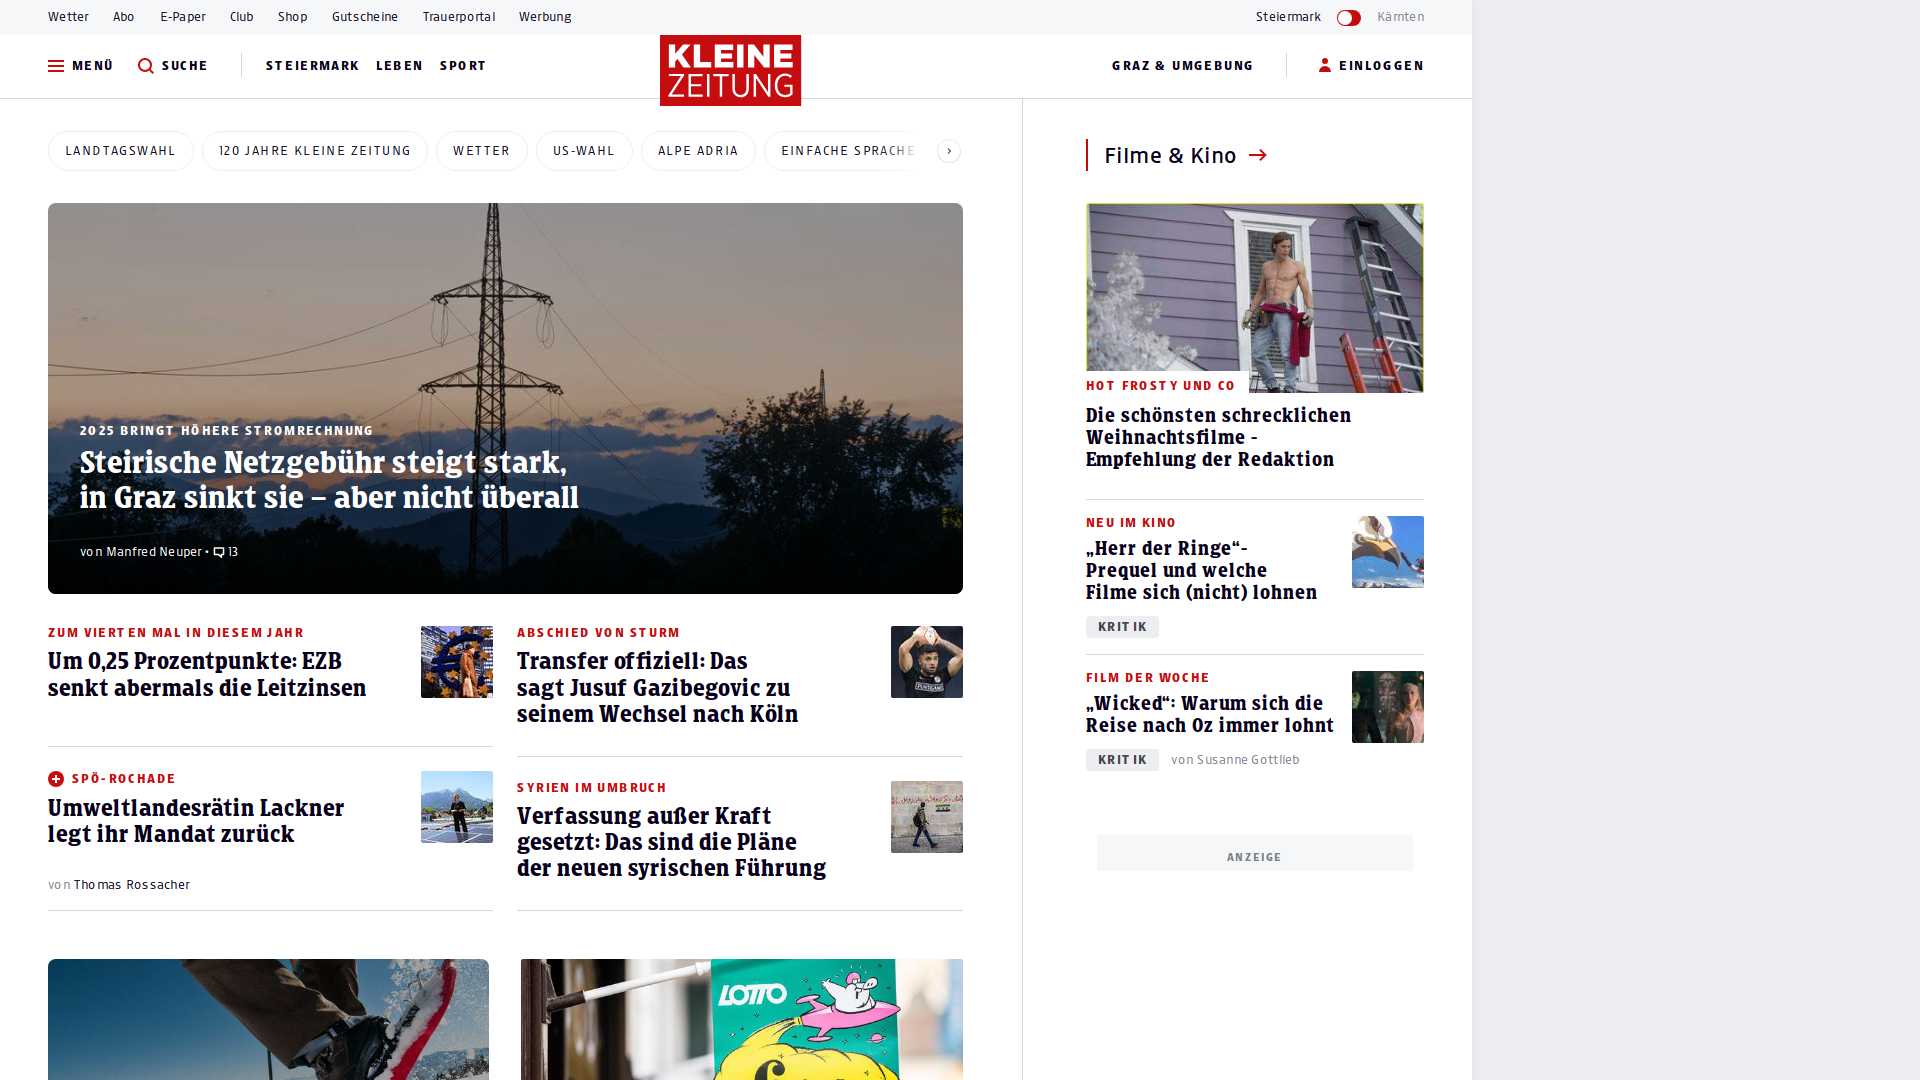 Wetter Abo E-Paper Club Shop Gutscheine Trauerportal Werbung Steiermark Kärnten
MENÜ SUCHE STEIERMARK LEBEN SPORT KLEINE ZEITUNG GRAZ & UMGEBUNG EINLOGGEN
LANDTAGSWAHL 120 JAHRE KLEINE ZEITUNG WETTER US-WAHL ALPE ADRIA EINFACHE SPRACHE
2025 BRINGT HÖHERE STROMRECHNUNG
Steirische Netzgebühr steigt stark,
in Graz sinkt sie – aber nicht überall
von Manfred Neuper • 13
ZUM VIERTEN MAL IN DIESEM JAHR
Um 0,25 Prozentpunkte: EZB
senkt abermals die Leitzinsen
SPÖ-ROCHADE
Umweltlandesrätin Lackner
legt ihr Mandat zurück
von Thomas Rossacher
ABSCHIED VON STURM
Transfer offiziell: Das
sagt Jusuf Gazibegovic zu
seinem Wechsel nach Köln
SYRIEN IM UMBRUCH
Verfassung außer Kraft
gesetzt: Das sind die Pläne
der neuen syrischen Führung
LOTTO
Filme & Kino
HOT FROSTY UND CO
Die schönsten schrecklichen
Weihnachtsfilme -
Empfehlung der Redaktion
NEU IM KINO
„Herr der Ringe“-
Prequel und welche
Filme sich (nicht) lohnen
KRITIK
FILM DER WOCHE
„Wicked“: Warum sich die
Reise nach Oz immer lohnt
KRITIK von Susanne Gottlieb
ANZEIGE